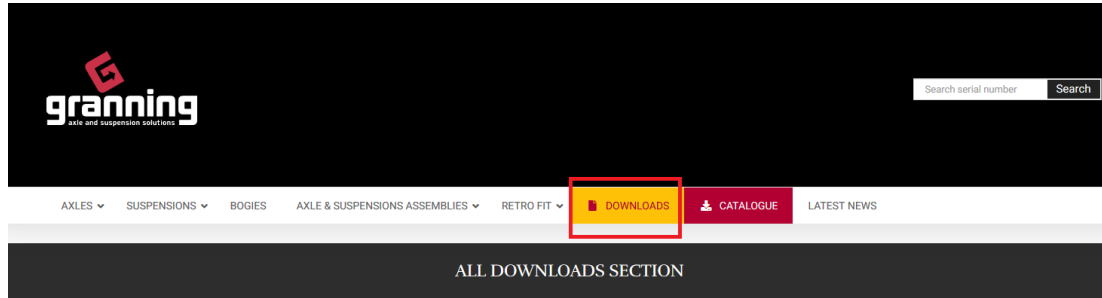 granning
axle and suspension solutions
Search serial number Search
AXLES SUSPENSIONS BOGIES AXLE & SUSPENSIONS ASSEMBLIES RETRO FIT DOWNLOADS CATALOGUE LATEST NEWS
ALL DOWNLOADS SECTION